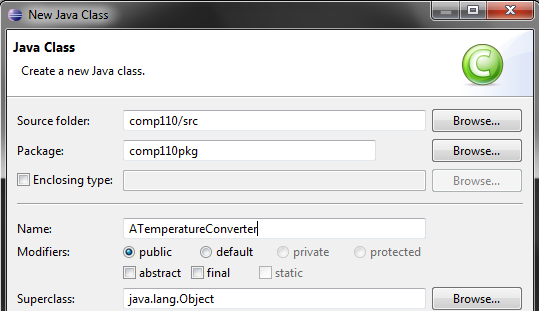 New Java Class
Java Class
Create a new Java class.
C
Source folder: comp110/src Browse...
Package: comp110pkg Browse...
Enclosing type: Browse...
Name: ATemperatureConverter
Modifiers: public default private protected
abstract final static
Superclass: java.lang.Object Browse...